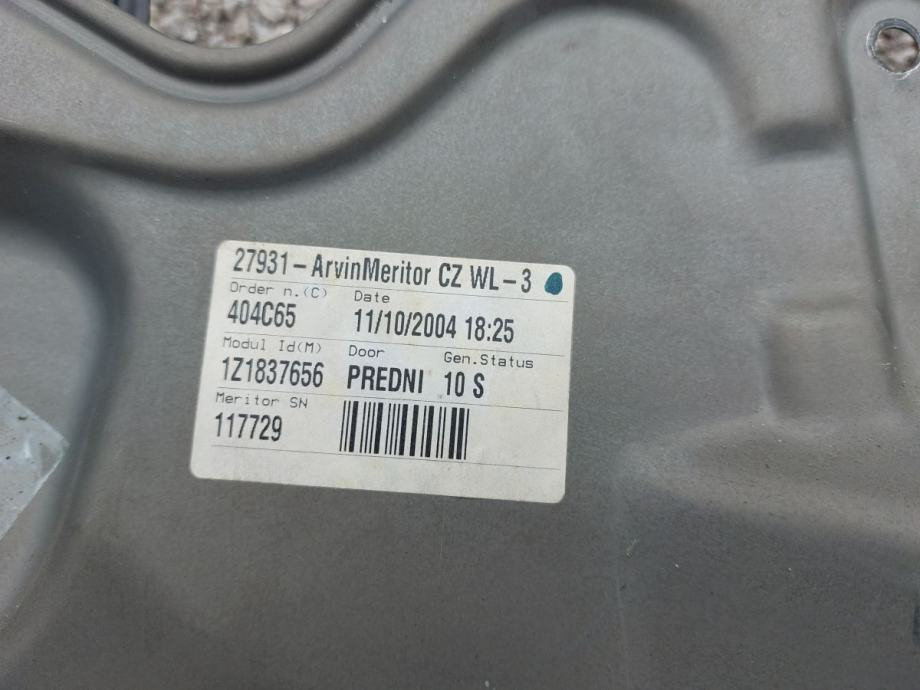 27931-ArvinMeritor CZ WL-3
Order n.(C) Date
404C65 11/10/2004 18:25
Modul Id(M) Door Gen.Status
1Z1837656 PREDNI 10 S
Meritor SN
117729